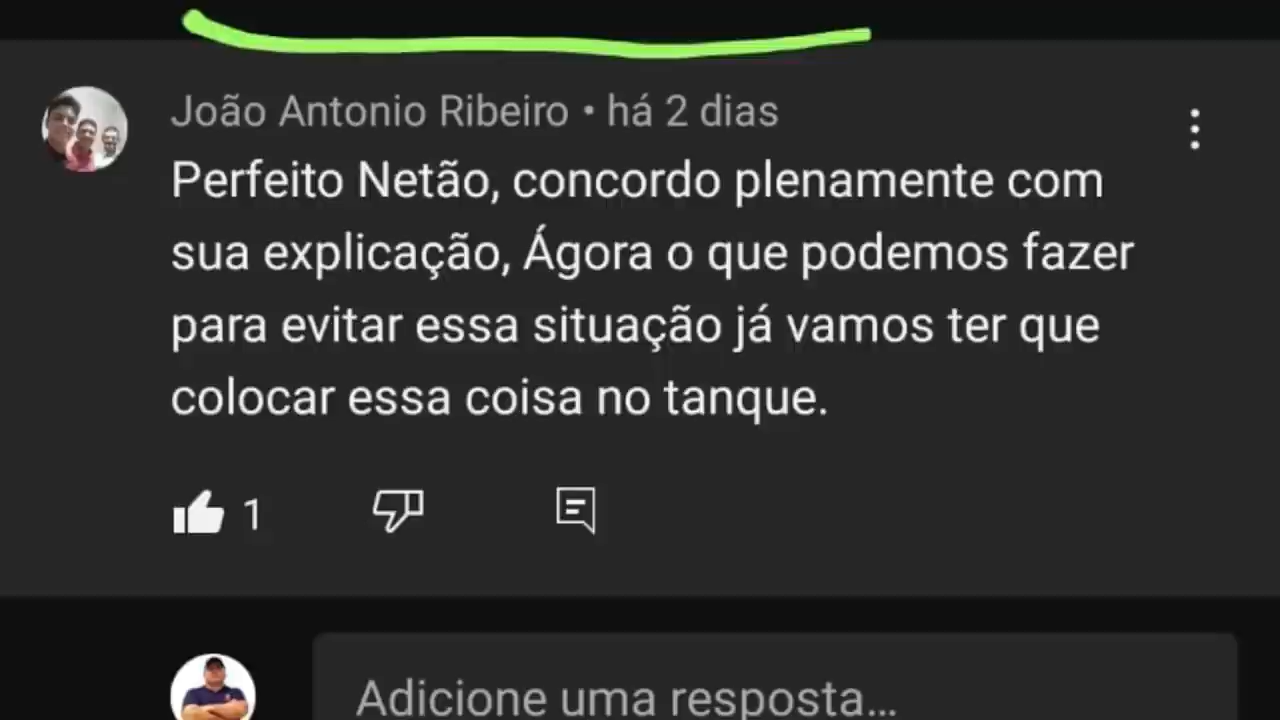 João Antonio Ribeiro • há 2 dias
Perfeito Netão, concordo plenamente com
sua explicação, Ágora o que podemos fazer
para evitar essa situação já vamos ter que
colocar essa coisa no tanque.
1
Adicione uma resposta...